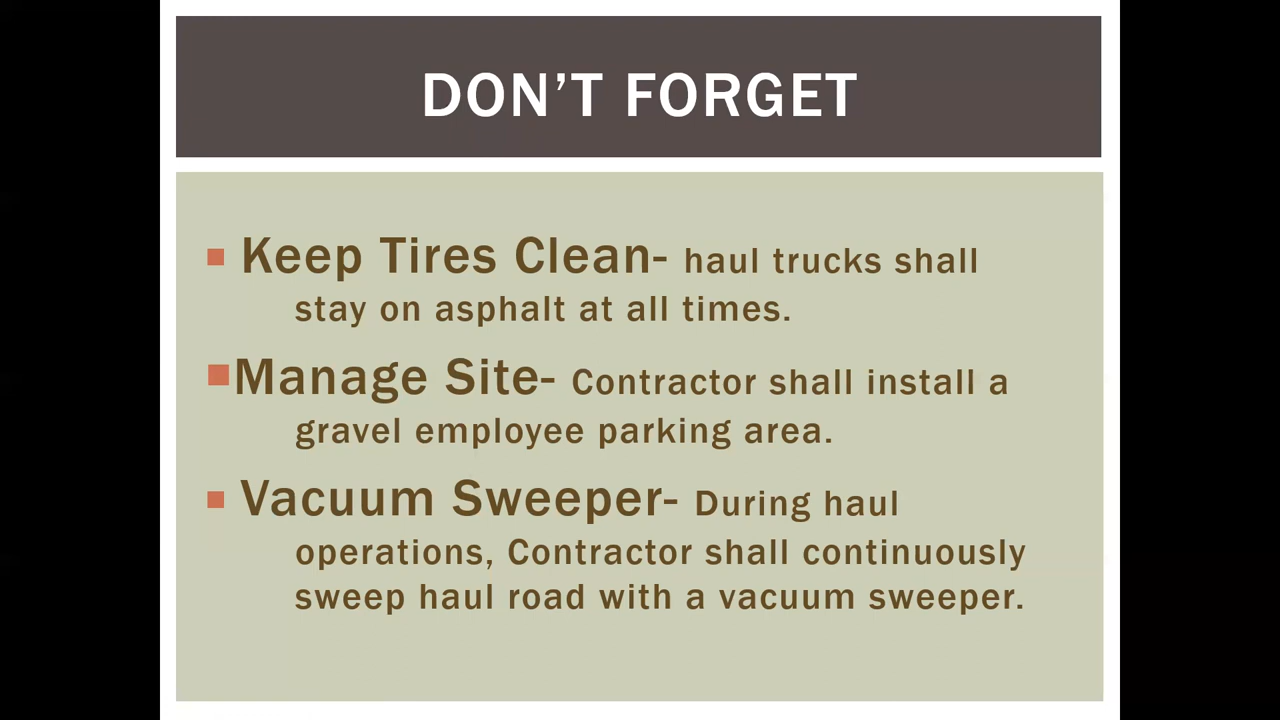 DON’T FORGET
Keep Tires Clean- haul trucks shall
stay on asphalt at all times.
Manage Site- Contractor shall install a
gravel employee parking area.
Vacuum Sweeper- During haul
operations, Contractor shall continuously
sweep haul road with a vacuum sweeper.